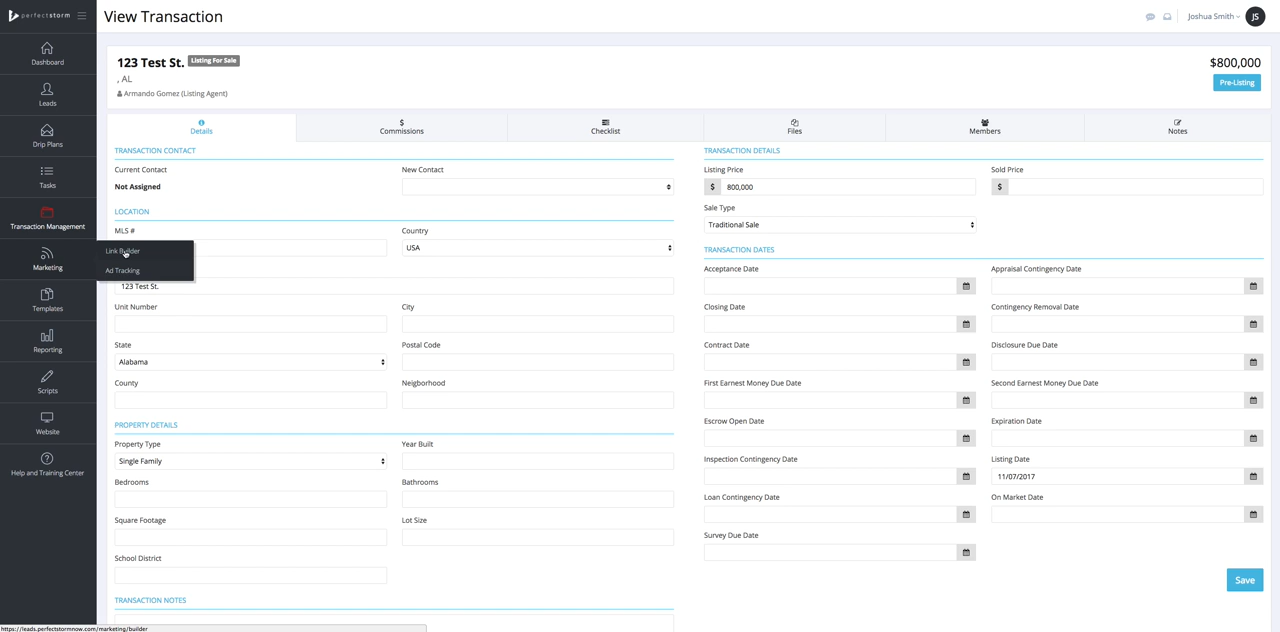 perfectstorm
View Transaction
Joshua Smith
JS
Dashboard
Leads
Drip Plans
Tasks
Transaction Management
Marketing
Templates
Reporting
Scripts
Website
Help and Training Center
Link Builder
Ad Tracking
123 Test St. Listing For Sale
, AL
Armando Gomez (Listing Agent)
$800,000
Pre-Listing
Details
$
Commissions
Checklist
Files
Members
Notes
TRANSACTION CONTACT
Current Contact
New Contact
Not Assigned
LOCATION
MLS #
Country
USA
123 Test St.
Unit Number
City
State
Postal Code
Alabama
County
Neigborhood
PROPERTY DETAILS
Property Type
Year Built
Single Family
Bedrooms
Bathrooms
Square Footage
Lot Size
School District
TRANSACTION NOTES
TRANSACTION DETAILS
Listing Price
Sold Price
$ 800,000
$
Sale Type
Traditional Sale
TRANSACTION DATES
Acceptance Date
Appraisal Contingency Date
Closing Date
Contingency Removal Date
Contract Date
Disclosure Due Date
First Earnest Money Due Date
Second Earnest Money Due Date
Escrow Open Date
Expiration Date
Inspection Contingency Date
Listing Date
11/07/2017
Loan Contingency Date
On Market Date
Survey Due Date
Save
https://leads.perfectstormnow.com/marketing/builder